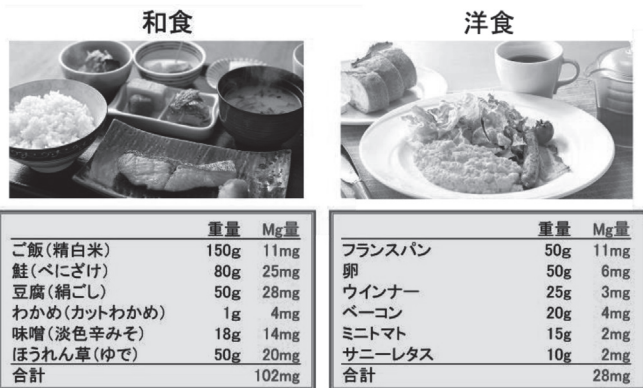 和食
重量 Mg量
ご飯(精白米) 150g 11mg
鮭(べにざけ) 80g 25mg
豆腐(絹ごし) 50g 28mg
わかめ(カットわかめ) 1g 4mg
味噌(淡色辛みそ) 18g 14mg
ほうれん草(ゆで) 50g 20mg
合計 102mg
洋食
重量 Mg量
フランスパン 50g 11mg
卵 50g 6mg
ウインナー 25g 3mg
ベーコン 20g 4mg
ミニトマト 15g 2mg
サニーレタス 10g 2mg
合計 28mg